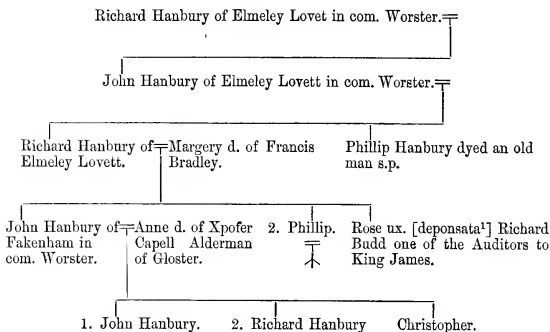 Richard Hanbury of Elmeley Lovet in com. Worster.
John Hanbury of Elmeley Lovett in com. Worster.
Richard Hanbury of Margery d. of Francis Phillip Hanbury dyed an old
Elmeley Lovett. Bradley. man s.p.
John Hanbury of Anne d. of Xpofer 2. Phillip. Rose ux. [deponsata¹] Richard
Fakenham in Capell Alderman Budd one of the Auditors to
com. Worster. of Gloster. King James.
1. John Hanbury. 2. Richard Hanbury Christopher.